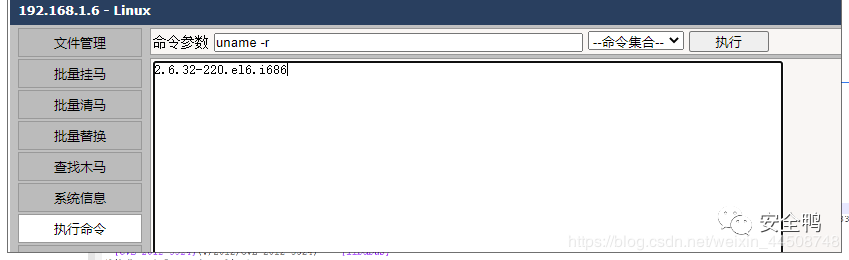 192.168.1.6 - Linux
文件管理
命令参数 uname -r --命令集合-- 执行
2.6.32-220.el6.i686
批量挂马
批量清马
批量替换
查找木马
系统信息
执行命令
安全鸭
https://blog.csdn.net/weixin_44508748